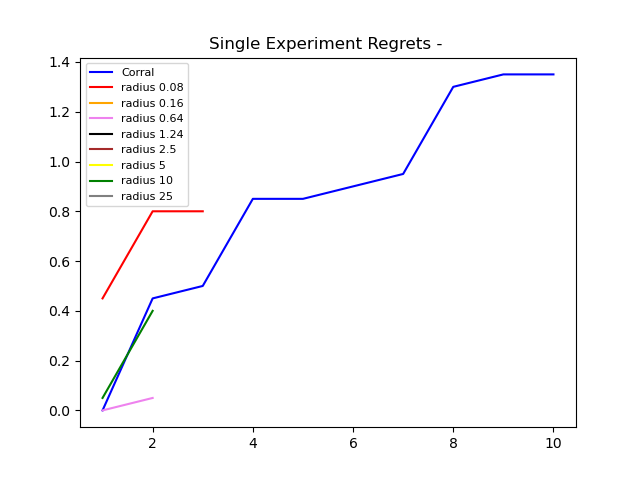 Single Experiment Regrets -
1.4
1.2
1.0
0.8
0.6
0.4
0.2
0.0
Corral
radius 0.08
radius 0.16
radius 0.64
radius 1.24
radius 2.5
radius 5
radius 10
radius 25
2 4 6 8 10